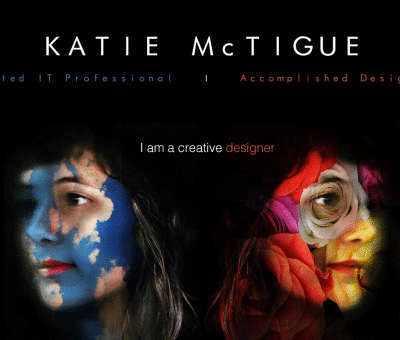 KATIE McTIGUE
IT Professional | Accomplished
I am a creative designer